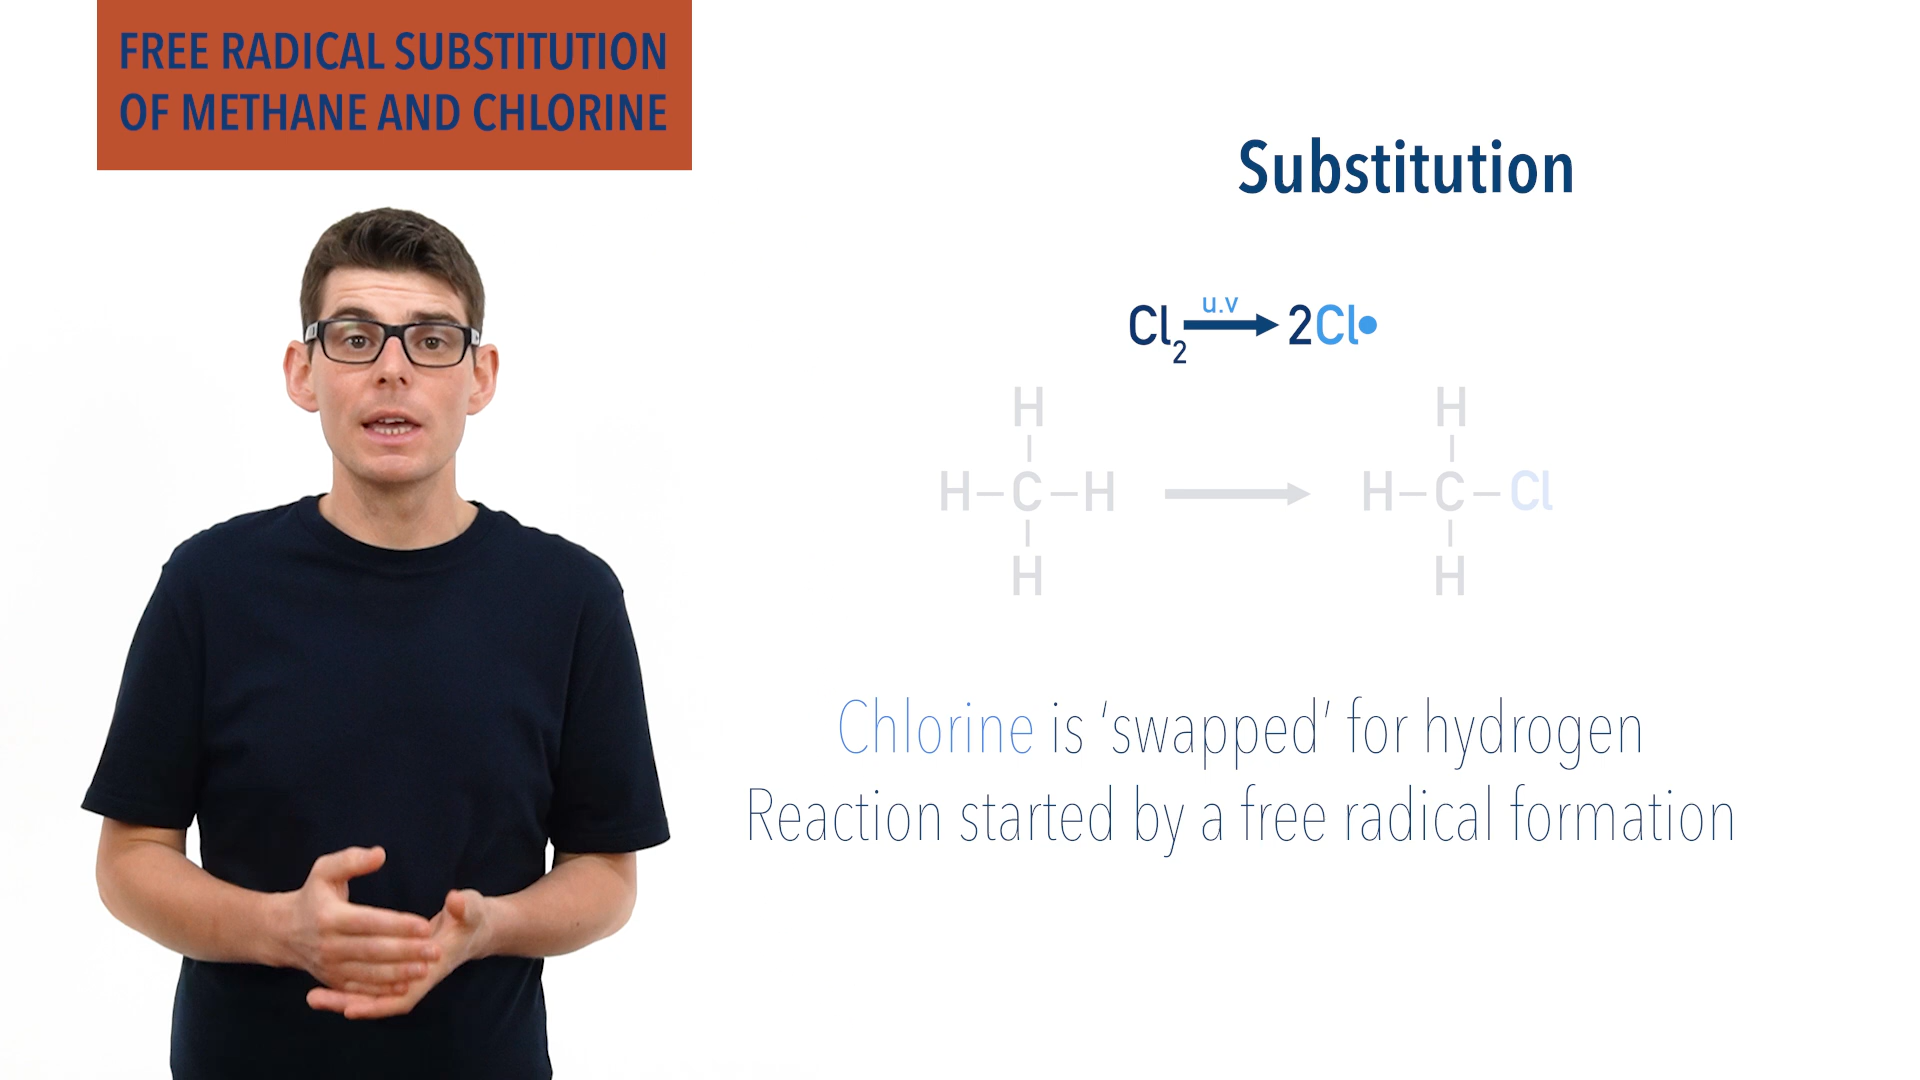 FREE RADICAL SUBSTITUTION
OF METHANE AND CHLORINE
Substitution
u.v
Cl₂ → 2Cl•
H H
H–C–H → H–C–Cl
H H
Chlorine is ‘swapped’ for hydrogen
Reaction started by a free radical formation